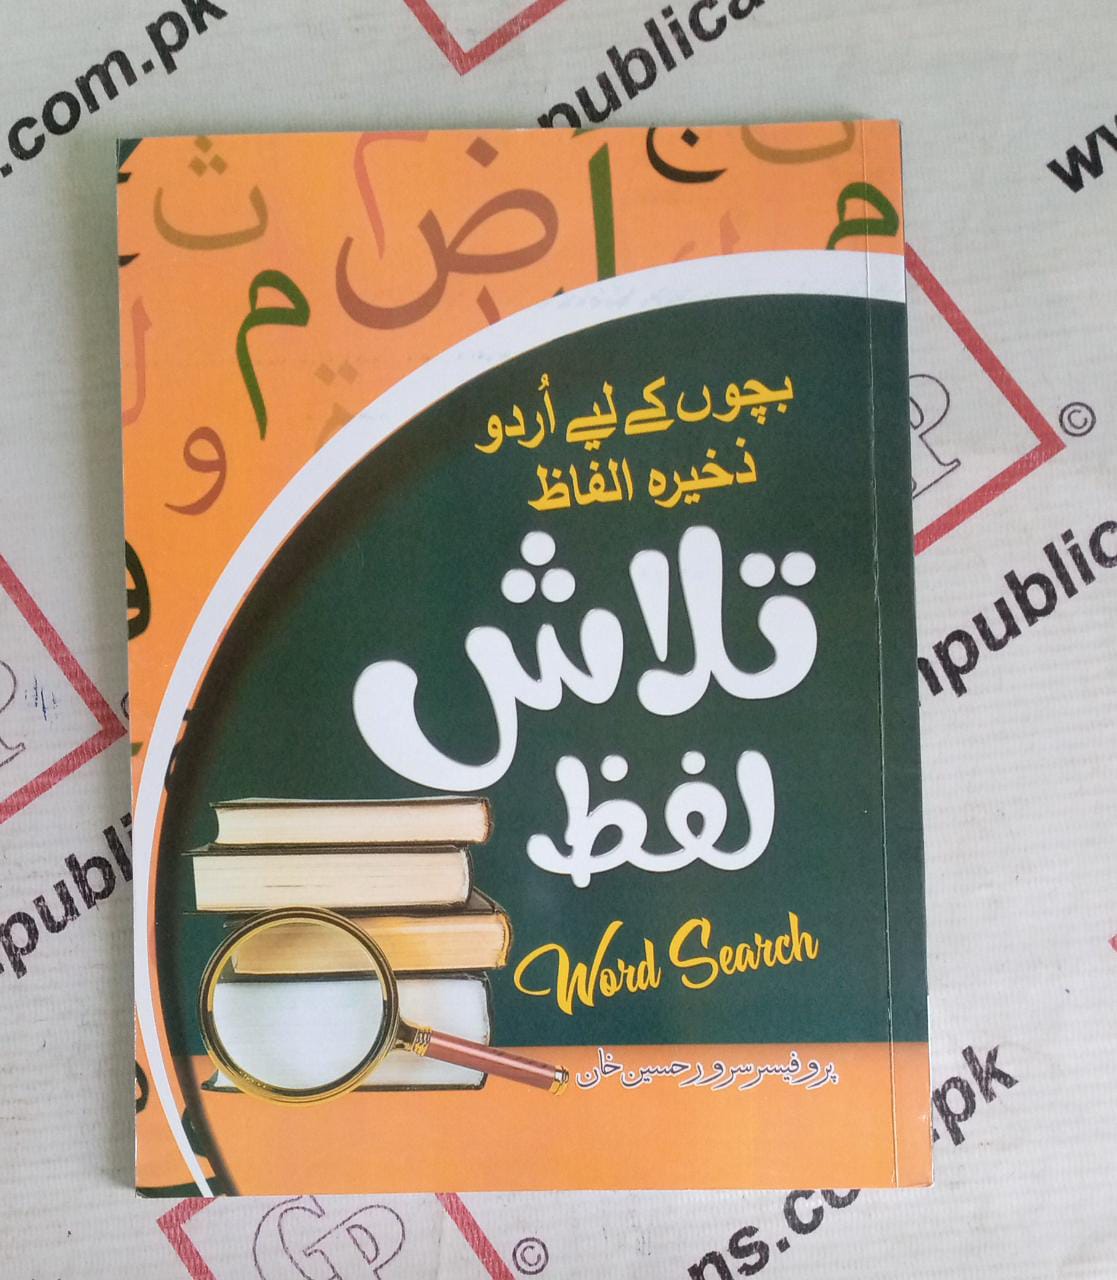 بچوں کے لیے اُردو
ذخیرہ الفاظ
تلاش
لفظ
Word Search
پروفیسر سرور حسین خان